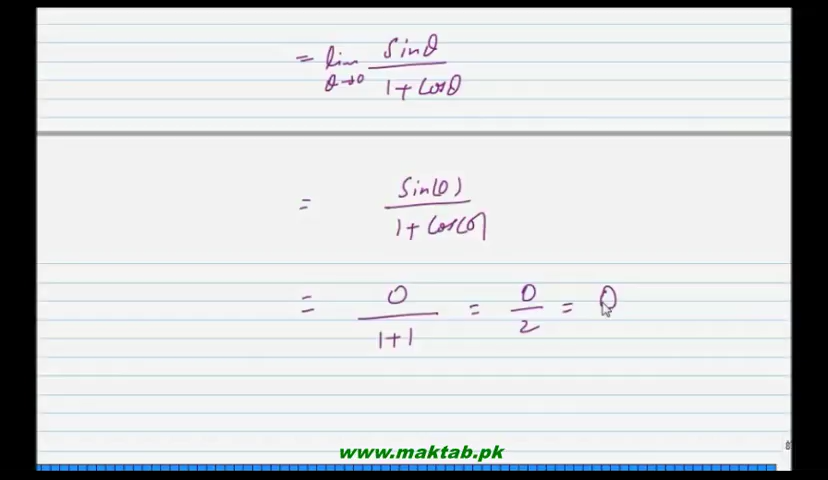 = lim θ→0 sinθ / 1 + cosθ
= sin(0) / 1 + cos(0)
= 0 / 1+1 = 0 / 2 = 0
www.maktab.pk